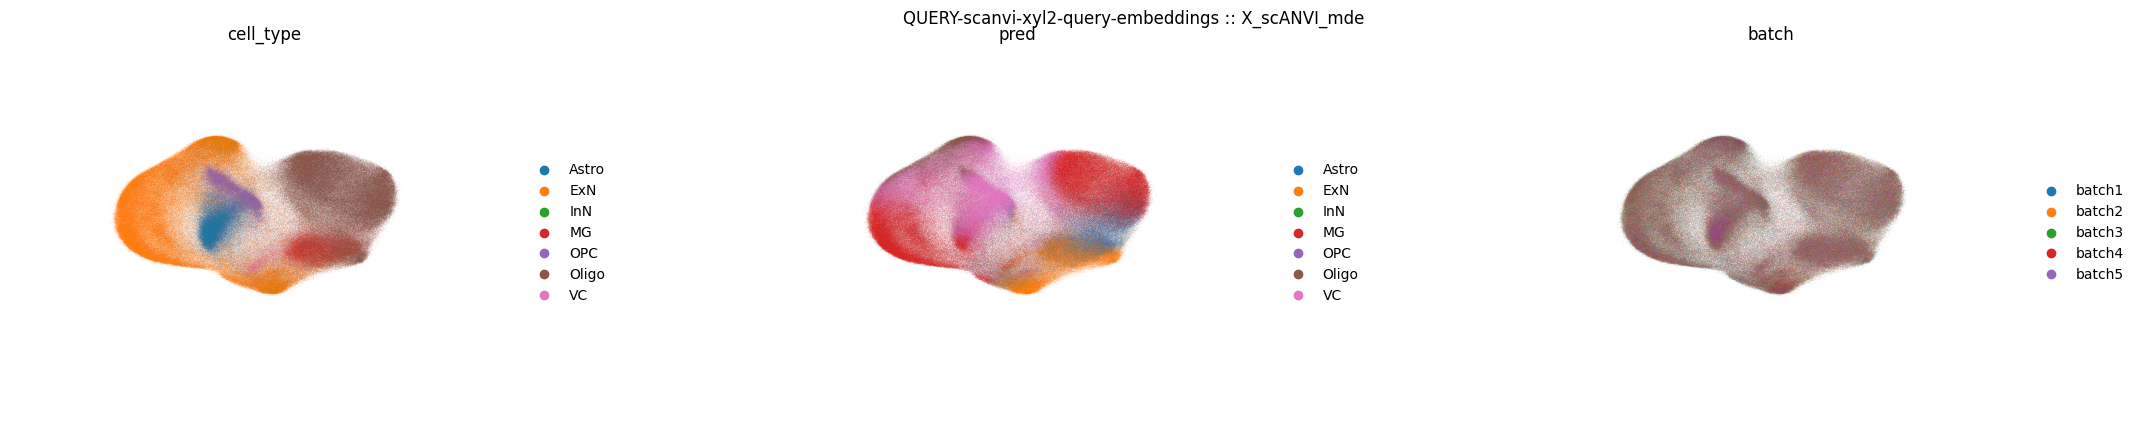 QUERY-scanvi-xyl2-query-embeddings :: X_scANVI_mde
cell_type
Astro
ExN
InN
MG
OPC
Oligo
VC
pred
Astro
ExN
InN
MG
OPC
Oligo
VC
batch
batch1
batch2
batch3
batch4
batch5